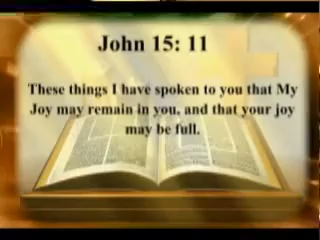 John 15: 11
These things I have spoken to you that My
Joy may remain in you, and that your joy
may be full.